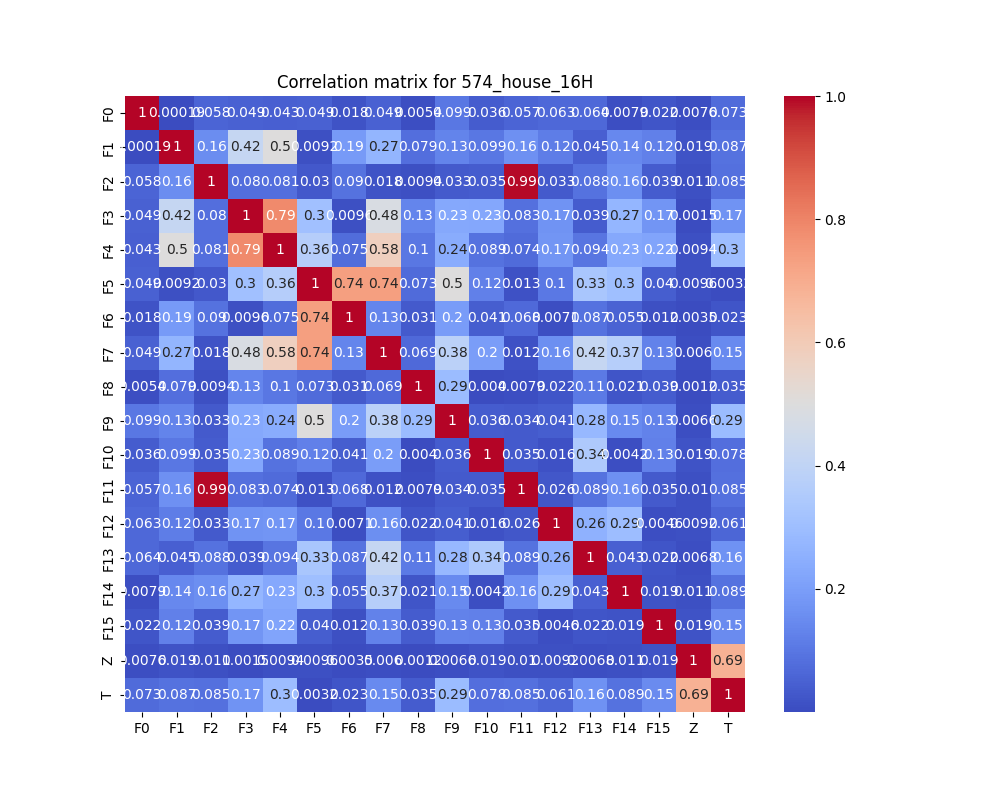 Correlation matrix for 574_house_16H
F0 1 0.00019 0.058 0.049 0.043 0.049 0.018 0.049 0.0054 0.099 0.036 0.057 0.063 0.064 0.0079 0.022 0.0076 0.073
F1 0.00019 1 0.16 0.42 0.5 0.0092 0.19 0.27 0.079 0.13 0.099 0.16 0.12 0.045 0.14 0.12 0.019 0.087
F2 0.058 0.16 1 0.08 0.081 0.03 0.09 0.018 0.0094 0.033 0.035 0.99 0.033 0.088 0.16 0.039 0.011 0.085
F3 0.049 0.42 0.08 1 0.79 0.3 0.0096 0.48 0.13 0.23 0.23 0.083 0.17 0.039 0.27 0.17 0.0015 0.17
F4 0.043 0.5 0.081 0.79 1 0.36 0.075 0.58 0.1 0.24 0.089 0.074 0.17 0.094 0.23 0.22 0.0094 0.3
F5 0.049 0.0092 0.03 0.3 0.36 1 0.74 0.74 0.073 0.5 0.12 0.013 0.1 0.33 0.3 0.04 0.0096 0.0032
F6 0.018 0.19 0.09 0.0096 0.075 0.74 1 0.13 0.031 0.2 0.041 0.068 0.0071 0.087 0.055 0.012 0.0035 0.023
F7 0.049 0.27 0.018 0.48 0.58 0.74 0.13 1 0.069 0.38 0.2 0.012 0.16 0.42 0.37 0.13 0.006 0.15
F8 0.0054 0.079 0.0094 0.13 0.1 0.073 0.031 0.069 1 0.29 0.004 0.0079 0.022 0.11 0.021 0.039 0.0012 0.035
F9 0.099 0.13 0.033 0.23 0.24 0.5 0.2 0.38 0.29 1 0.036 0.034 0.041 0.28 0.15 0.13 0.0066 0.29
F10 0.036 0.099 0.035 0.23 0.089 0.12 0.041 0.2 0.004 0.036 1 0.035 0.016 0.34 0.0042 0.13 0.019 0.078
F11 0.057 0.16 0.99 0.083 0.074 0.013 0.068 0.012 0.0079 0.034 0.035 1 0.026 0.089 0.16 0.035 0.01 0.085
F12 0.063 0.12 0.033 0.17 0.17 0.1 0.0071 0.16 0.022 0.041 0.016 0.026 1 0.26 0.29 0.0046 0.0092 0.061
F13 0.064 0.045 0.088 0.039 0.094 0.33 0.087 0.42 0.11 0.28 0.34 0.089 0.26 1 0.043 0.022 0.0068 0.16
F14 0.0079 0.14 0.16 0.27 0.23 0.3 0.055 0.37 0.021 0.15 0.0042 0.16 0.29 0.043 1 0.019 0.011 0.089
F15 0.022 0.12 0.039 0.17 0.22 0.04 0.012 0.13 0.039 0.13 0.13 0.035 0.0046 0.022 0.019 1 0.019 0.15
Z 0.0076 0.019 0.011 0.0015 0.0094 0.0096 0.0035 0.006 0.0012 0.0066 0.019 0.01 0.0092 0.0068 0.011 0.019 1 0.69
T 0.073 0.087 0.085 0.17 0.3 0.0032 0.023 0.15 0.035 0.29 0.078 0.085 0.061 0.16 0.089 0.15 0.69 1
F0 F1 F2 F3 F4 F5 F6 F7 F8 F9 F10 F11 F12 F13 F14 F15 Z T
1.0
0.8
0.6
0.4
0.2